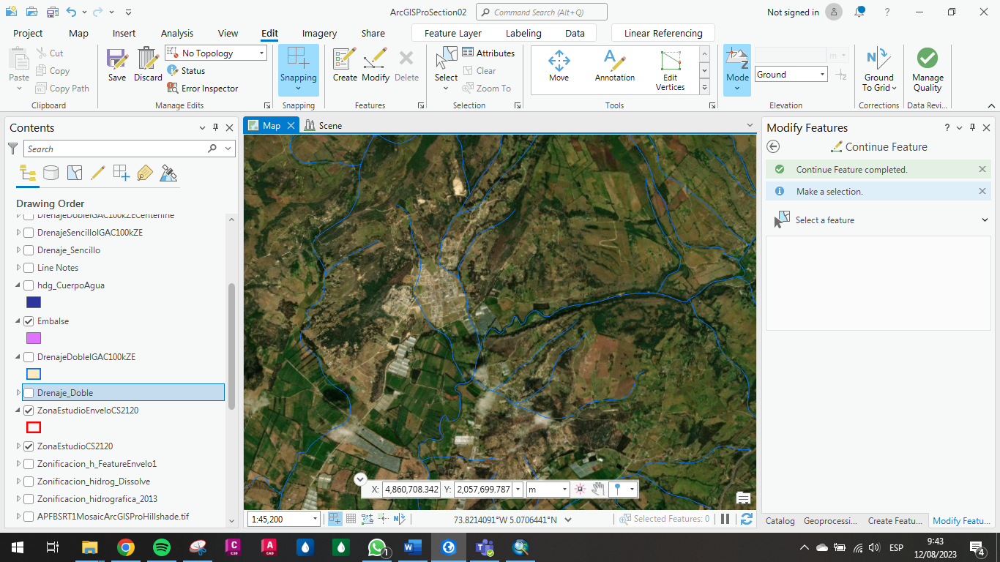 ArcGISProSection02
Command Search (Alt+Q)
Not signed in
?
Project
Map
Insert
Analysis
View
Edit
Imagery
Share
Feature Layer
Labeling
Data
Linear Referencing
Paste
Cut
Copy
Copy Path
Clipboard
Save
Discard
No Topology
Status
Error Inspector
Manage Edits
Snapping
Snapping
Create
Modify
Delete
Features
Select
Attributes
Clear
Zoom To
Selection
Move
Annotation
Edit
Vertices
Tools
Mode
m
Ground
Elevation
Ground
To Grid
Corrections
Manage
Quality
Data Revi...
Contents
Search
Drawing Order
DrenajeDobleIGAC100kZECenterline
DrenajeSencilloIGAC100kZE
Drenaje_Sencillo
Line Notes
hdg_CuerpoAgua
Embalse
DrenajeDobleIGAC100kZE
Drenaje_Doble
ZonaEstudioEnveloCS2120
ZonaEstudioCS2120
Zonificacion_h_FeatureEnvelo1
Zonificacion_hidrog_Dissolve
Zonificacion_hidrografica_2013
APFBSRT1MosaicArcGISProHillshade.tif
Map
Scene
X: 4,860,708.342 Y: 2,057,699.787 m
1:45,200
73.8214091°W 5.0706441°N
Selected Features: 0
Modify Features
?
Continue Feature
Continue Feature completed.
Make a selection.
Select a feature
Catalog
Geoprocessi...
Create Featu...
Modify Featu...
C
C3D
A
CAD
1
W
ESP
9:43
12/08/2023
4